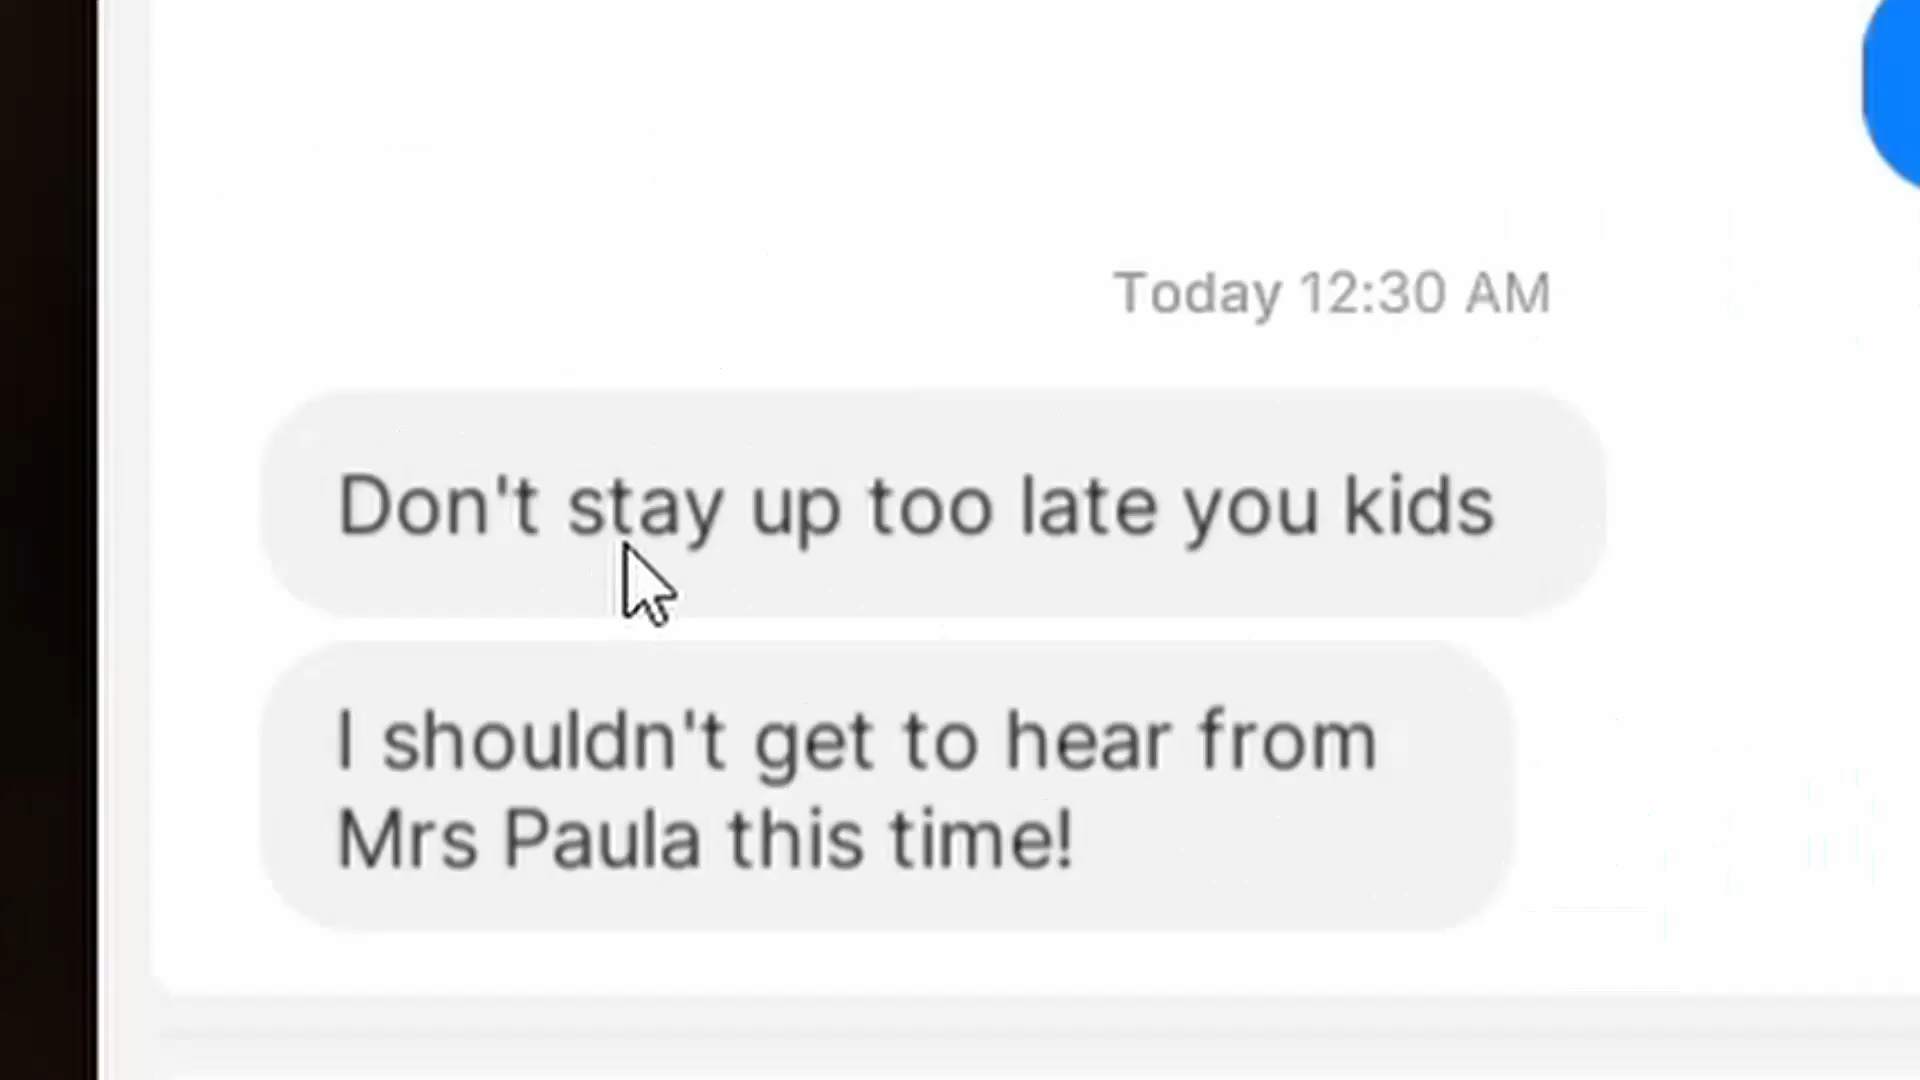 Today 12:30 AM
Don't stay up too late you kids
I shouldn't get to hear from
Mrs Paula this time!